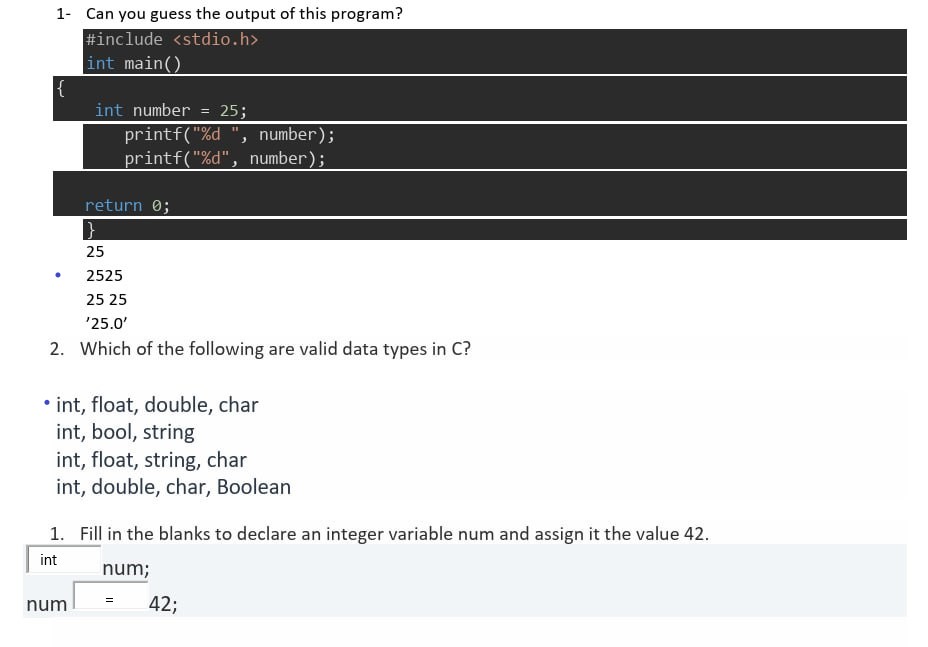 1- Can you guess the output of this program?
#include <stdio.h>
int main()
{
int number = 25;
printf("%d ", number);
printf("%d", number);
return 0;
}
25
• 2525
25 25
'25.0'
2. Which of the following are valid data types in C?
• int, float, double, char
int, bool, string
int, float, string, char
int, double, char, Boolean
1. Fill in the blanks to declare an integer variable num and assign it the value 42.
int num;
num = 42;